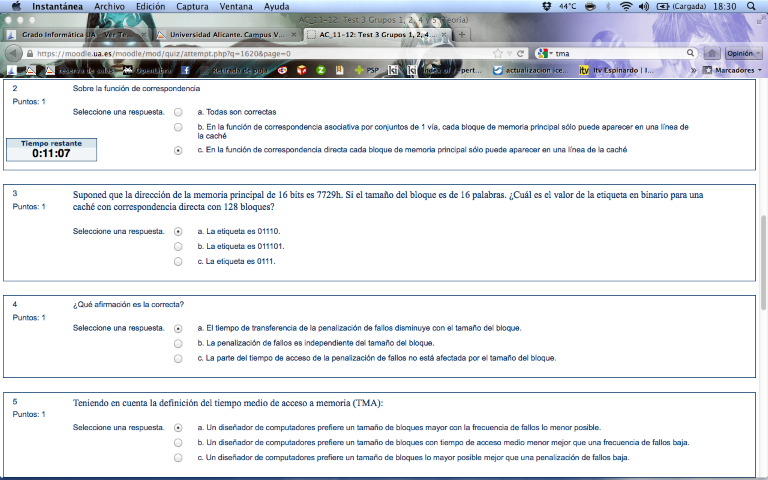 Instantánea Archivo Edición Captura Ventana Ayuda 44°C (Cargada) 18:30
AC_11-12: Test 3 Grupos 1, 2, 4 y 5 (Teoría)
Grado Informática UA – Ver Te... Universidad Alicante. Campus V... AC_11-12: Test 3 Grupos 1, 2, 4...
https://moodle.ua.es/moodle/mod/quiz/attempt.php?q=1620&page=0 tma Opinión
reserva de aulas OpenLibra Retirada de puja PSP Index of actualización ice... Itv Espinardo | I... Marcadores
2 Sobre la función de correspondencia
Puntos: 1
Seleccione una respuesta. a. Todas son correctas
b. En la función de correspondencia asociativa por conjuntos de 1 vía, cada bloque de memoria principal sólo puede aparecer en una línea de
la caché
Tiempo restante
0:11:07
c. En la función de correspondencia directa cada bloque de memoria principal sólo puede aparecer en una línea de la caché
3 Suponed que la dirección de la memoria principal de 16 bits es 7729h. Si el tamaño del bloque es de 16 palabras. ¿Cuál es el valor de la etiqueta en binario para una
Puntos: 1 caché con correspondencia directa con 128 bloques?
Seleccione una respuesta. a. La etiqueta es 01110.
b. La etiqueta es 011101.
c. La etiqueta es 0111.
4 ¿Qué afirmación es la correcta?
Puntos: 1
Seleccione una respuesta. a. El tiempo de transferencia de la penalización de fallos disminuye con el tamaño del bloque.
b. La penalización de fallos es independiente del tamaño del bloque.
c. La parte del tiempo de acceso de la penalización de fallos no está afectada por el tamaño del bloque.
5 Teniendo en cuenta la definición del tiempo medio de acceso a memoria (TMA):
Puntos: 1
Seleccione una respuesta. a. Un diseñador de computadores prefiere un tamaño de bloques mayor con la frecuencia de fallos lo menor posible.
b. Un diseñador de computadores prefiere un tamaño de bloques con tiempo de acceso medio menor mejor que una frecuencia de fallos baja.
c. Un diseñador de computadores prefiere un tamaño de bloques lo mayor posible mejor que una penalización de fallos baja.